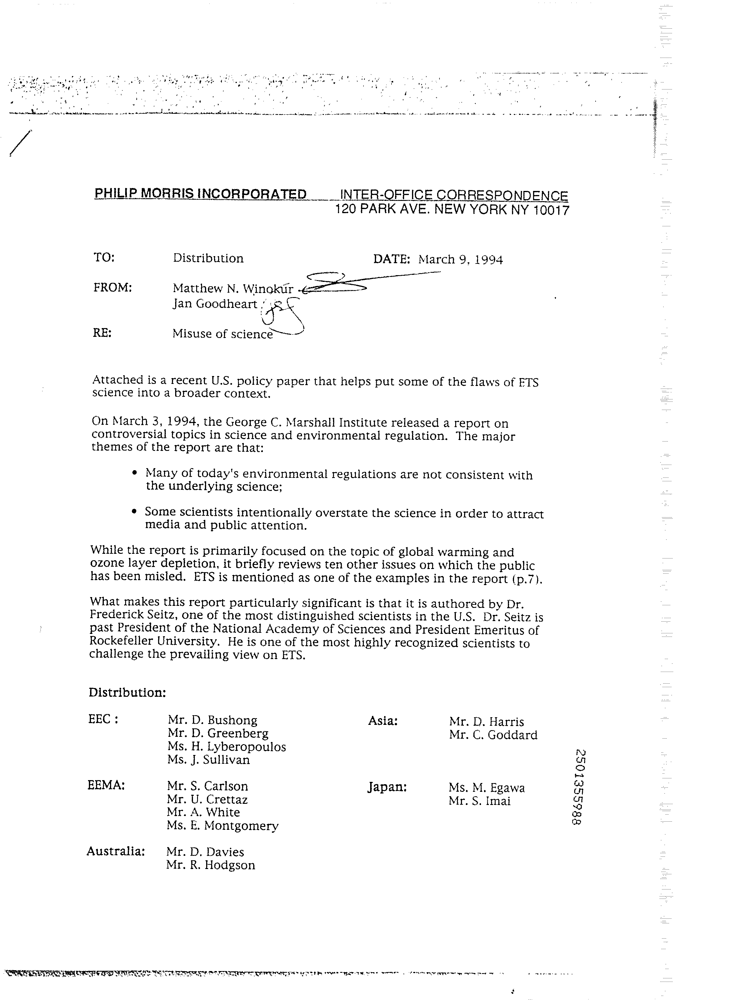 PHILIP MORRIS INCORPORATED INTER-OFFICE CORRESPONDENCE
120 PARK AVE. NEW YORK NY 10017
TO: Distribution DATE: March 9, 1994
FROM: Matthew N. Winokur
Jan Goodheart
RE: Misuse of science
Attached is a recent U.S. policy paper that helps put some of the flaws of ETS
science into a broader context.
On March 3, 1994, the George C. Marshall Institute released a report on
controversial topics in science and environmental regulation. The major
themes of the report are that:
• Many of today's environmental regulations are not consistent with
the underlying science;
• Some scientists intentionally overstate the science in order to attract
media and public attention.
While the report is primarily focused on the topic of global warming and
ozone layer depletion, it briefly reviews ten other issues on which the public
has been misled. ETS is mentioned as one of the examples in the report (p.7).
What makes this report particularly significant is that it is authored by Dr.
Frederick Seitz, one of the most distinguished scientists in the U.S. Dr. Seitz is
past President of the National Academy of Sciences and President Emeritus of
Rockefeller University. He is one of the most highly recognized scientists to
challenge the prevailing view on ETS.
Distribution:
EEC : Mr. D. Bushong Asia: Mr. D. Harris
Mr. D. Greenberg Mr. C. Goddard
Ms. H. Lyberopoulos
Ms. J. Sullivan
EEMA: Mr. S. Carlson Japan: Ms. M. Egawa
Mr. U. Crettaz Mr. S. Imai
Mr. A. White
Ms. E. Montgomery
Australia: Mr. D. Davies
Mr. R. Hodgson
2501355988